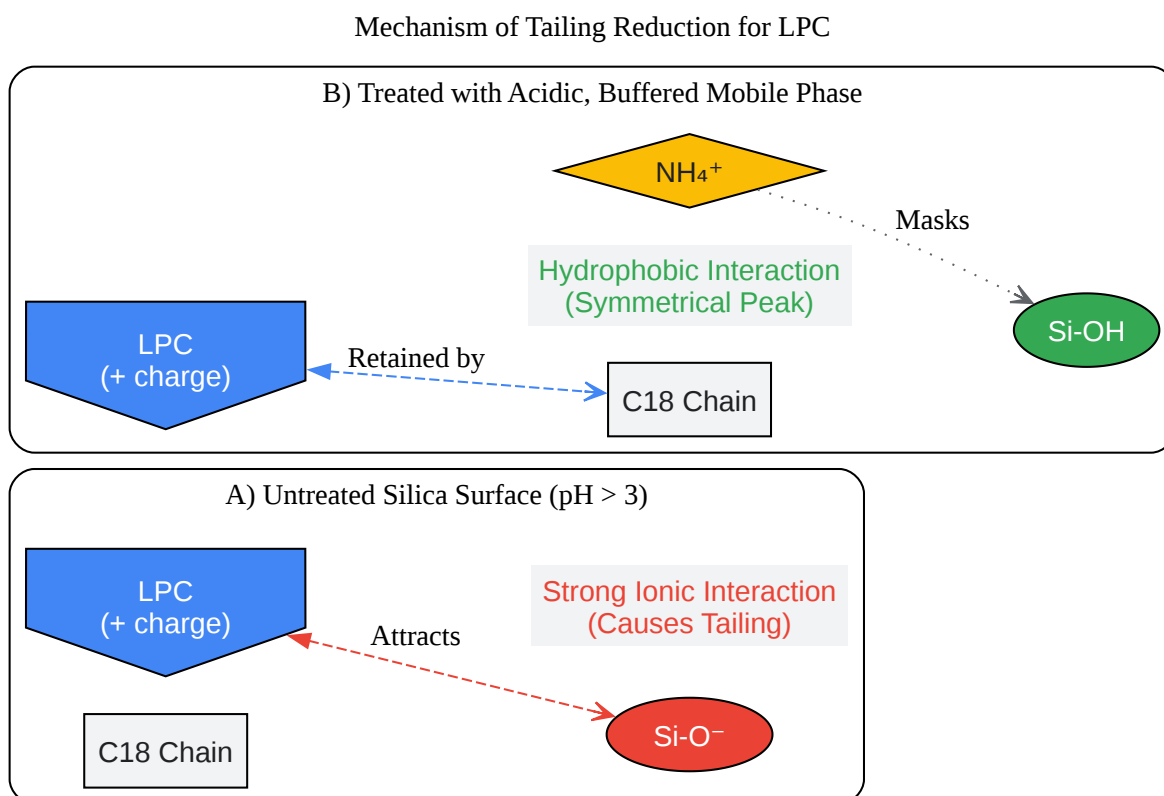 Mechanism of Tailing Reduction for LPC
B) Treated with Acidic, Buffered Mobile Phase
NH₄⁺
Masks
Hydrophobic Interaction
(Symmetrical Peak)
Si-OH
LPC
(+ charge)
Retained by
C18 Chain
A) Untreated Silica Surface (pH > 3)
LPC
(+ charge)
Strong Ionic Interaction
(Causes Tailing)
Attracts
Si-O⁻
C18 Chain